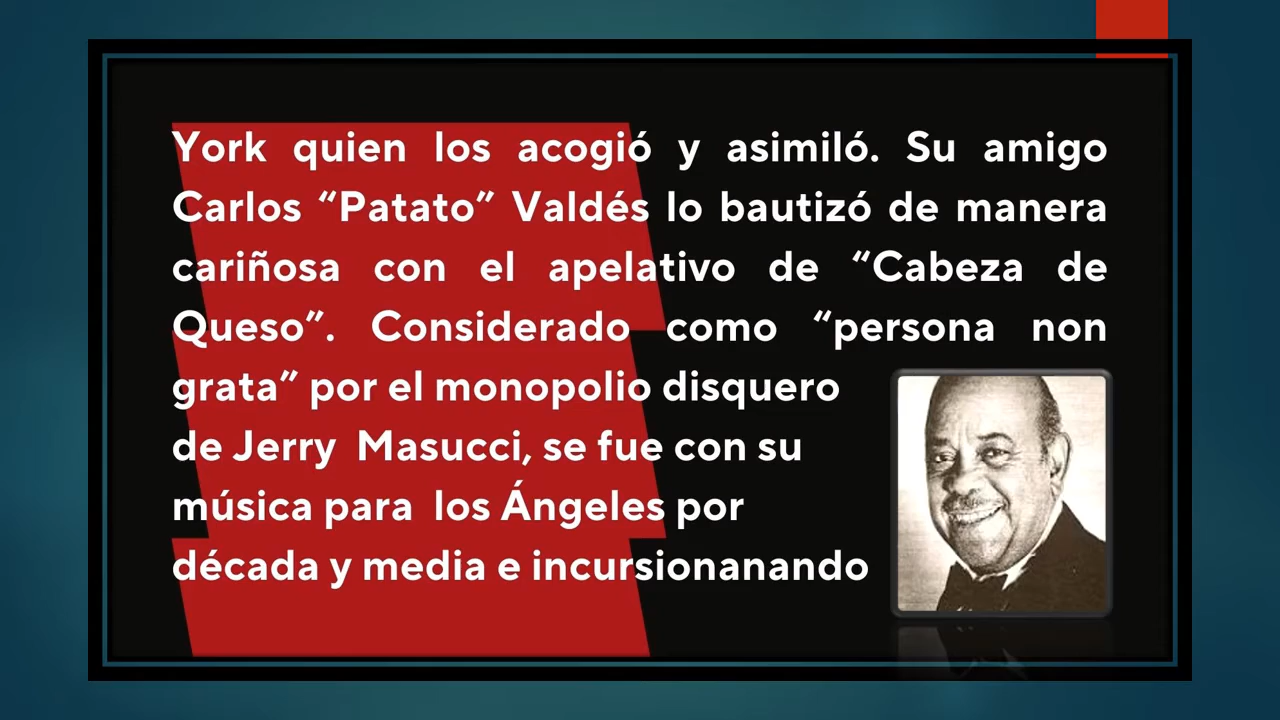 York quien los acogió y asimiló. Su amigo
Carlos “Patato” Valdés lo bautizó de manera
cariñosa con el apelativo de “Cabeza de
Queso”. Considerado como “persona non
grata” por el monopolio disquero
de Jerry Masucci, se fue con su
música para los Ángeles por
década y media e incursionanando